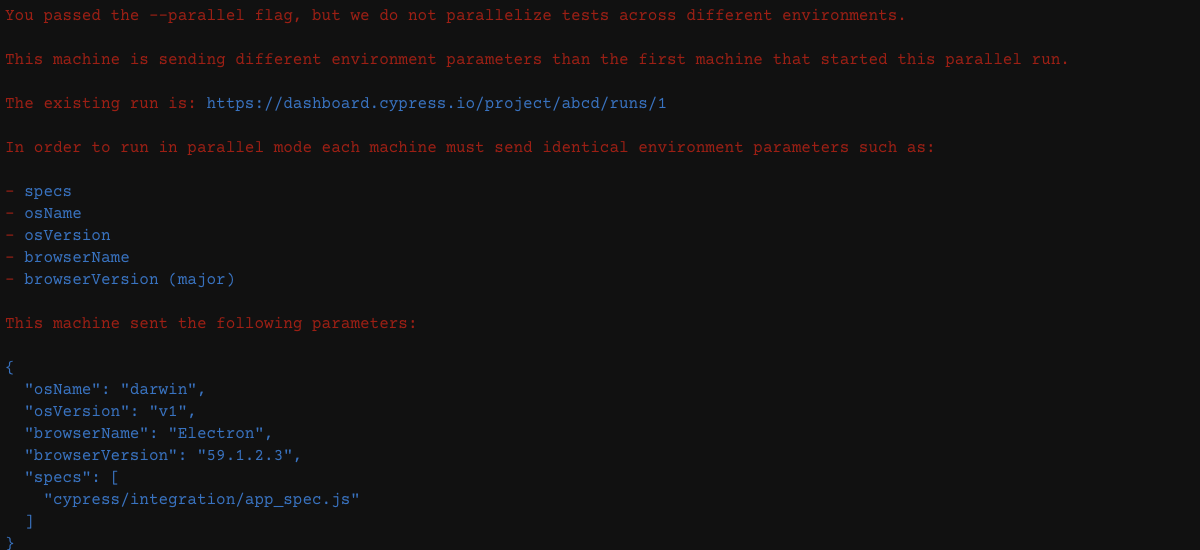 You passed the --parallel flag, but we do not parallelize tests across different environments.
This machine is sending different environment parameters than the first machine that started this parallel run.
The existing run is: https://dashboard.cypress.io/project/abcd/runs/1
In order to run in parallel mode each machine must send identical environment parameters such as:
- specs
- osName
- osVersion
- browserName
- browserVersion (major)
This machine sent the following parameters:
{
  "osName": "darwin",
  "osVersion": "v1",
  "browserName": "Electron",
  "browserVersion": "59.1.2.3",
  "specs": [
    "cypress/integration/app_spec.js"
  ]
}